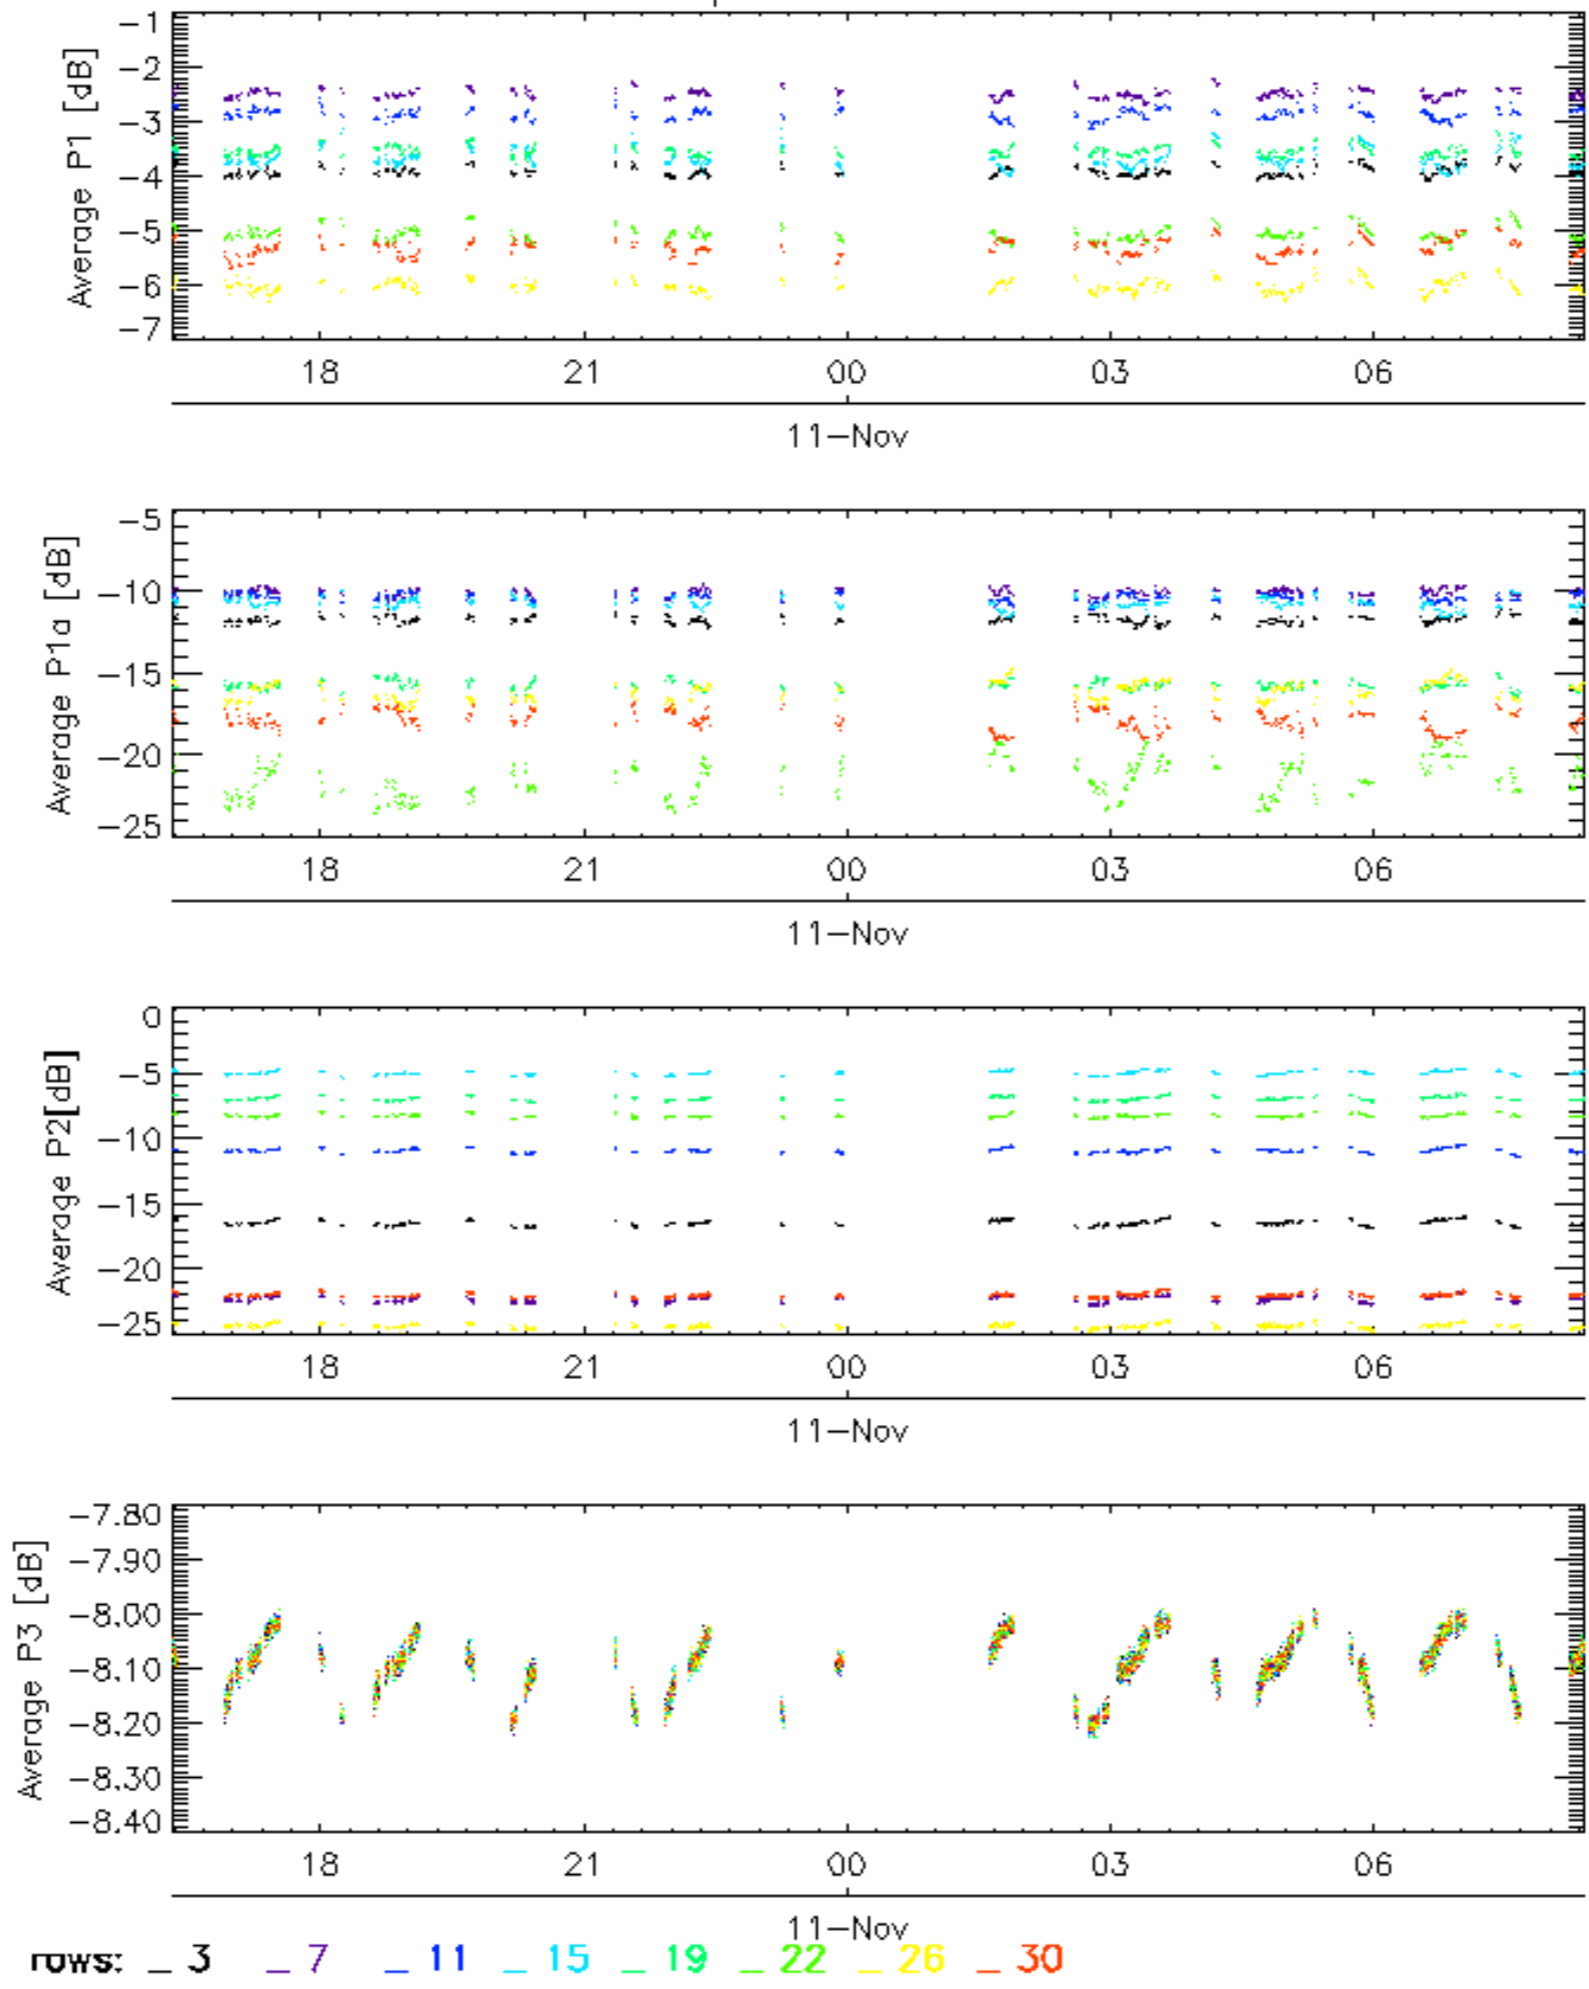 Average P1 [dB]
-1
-2
-3
-4
-5
-6
-7
18 21 00 03 06
11-Nov
Average P1a [dB]
-5
-10
-15
-20
-25
18 21 00 03 06
11-Nov
Average P2[dB]
0
-5
-10
-15
-20
-25
18 21 00 03 06
11-Nov
Average P3 [dB]
-7.80
-7.90
-8.00
-8.10
-8.20
-8.30
-8.40
18 21 00 03 06
11-Nov
rows: _ 3 _ 7 _ 11 _ 15 _ 19 _ 22 _ 26 _ 30